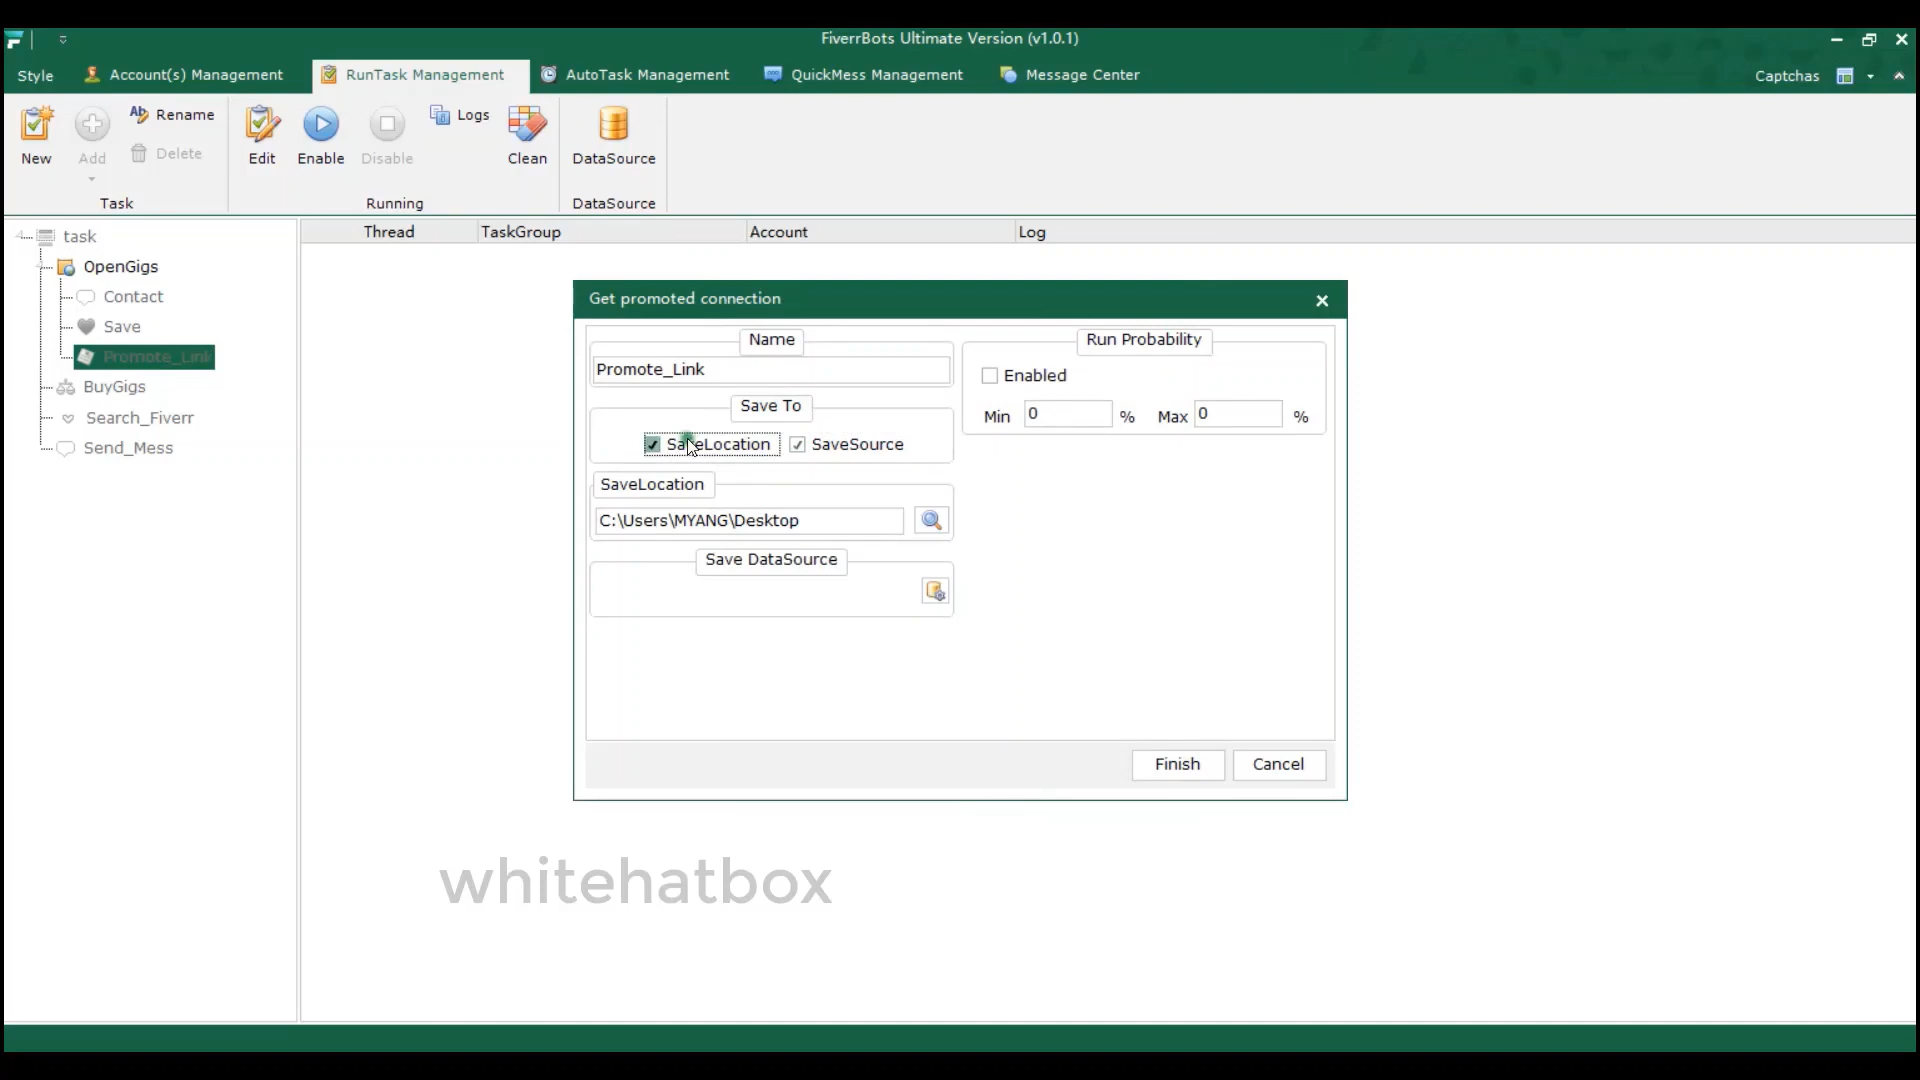 FiverrBots Ultimate Version (v1.0.1)
Style
Account(s) Management
RunTask Management
AutoTask Management
QuickMess Management
Message Center
Captchas
New
Add
Rename
Delete
Task
Edit
Enable
Disable
Logs
Clean
Running
DataSource
DataSource
Thread
TaskGroup
Account
Log
task
OpenGigs
Contact
Save
Promote_Link
BuyGigs
Search_Fiverr
Send_Mess
Get promoted connection
Name
Promote_Link
Save To
SaveLocation
SaveSource
SaveLocation
C:\Users\MYANG\Desktop
Save DataSource
Run Probability
Enabled
Min 0 % Max 0 %
Finish
Cancel
whitehatbox